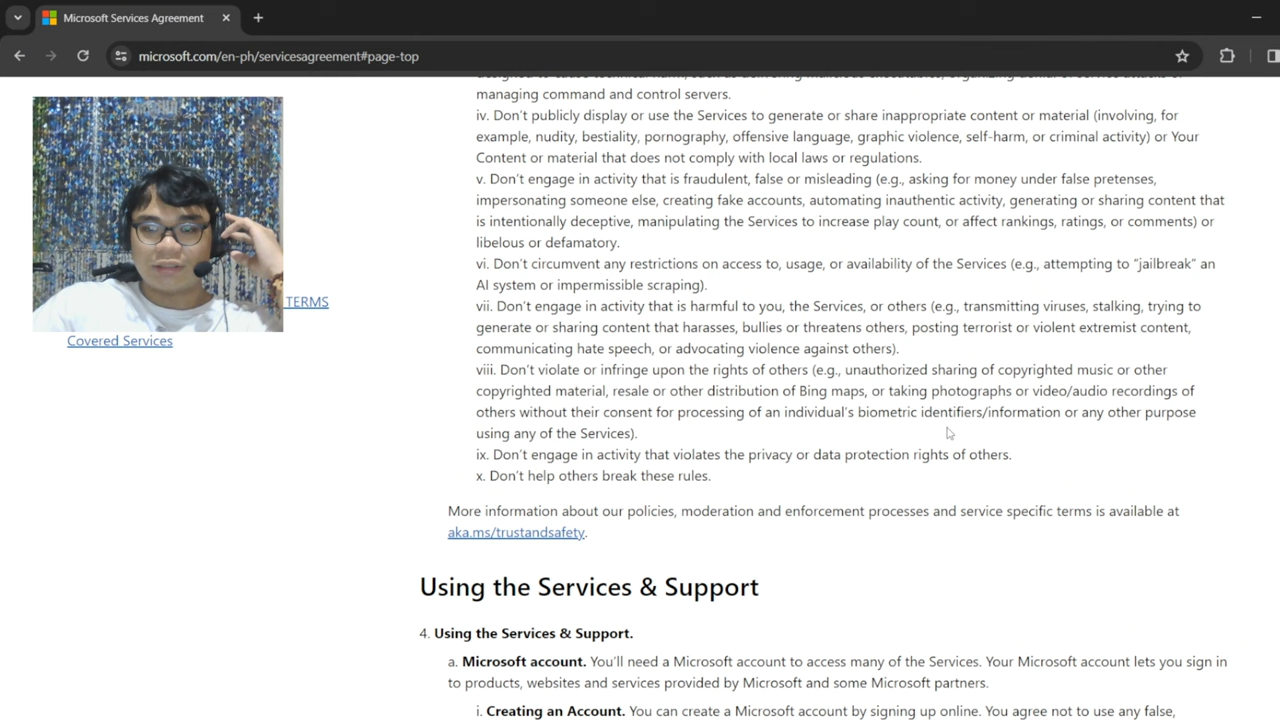 Microsoft Services Agreement
microsoft.com/en-ph/servicesagreement#page-top
managing command and control servers.
iv. Don't publicly display or use the Services to generate or share inappropriate content or material (involving, for
example, nudity, bestiality, pornography, offensive language, graphic violence, self-harm, or criminal activity) or Your
Content or material that does not comply with local laws or regulations.
v. Don't engage in activity that is fraudulent, false or misleading (e.g., asking for money under false pretenses,
impersonating someone else, creating fake accounts, automating inauthentic activity, generating or sharing content that
is intentionally deceptive, manipulating the Services to increase play count, or affect rankings, ratings, or comments) or
libelous or defamatory.
vi. Don't circumvent any restrictions on access to, usage, or availability of the Services (e.g., attempting to “jailbreak” an
AI system or impermissible scraping).
vii. Don't engage in activity that is harmful to you, the Services, or others (e.g., transmitting viruses, stalking, trying to
generate or sharing content that harasses, bullies or threatens others, posting terrorist or violent extremist content,
communicating hate speech, or advocating violence against others).
viii. Don't violate or infringe upon the rights of others (e.g., unauthorized sharing of copyrighted music or other
copyrighted material, resale or other distribution of Bing maps, or taking photographs or video/audio recordings of
others without their consent for processing of an individual's biometric identifiers/information or any other purpose
using any of the Services).
ix. Don't engage in activity that violates the privacy or data protection rights of others.
x. Don't help others break these rules.
More information about our policies, moderation and enforcement processes and service specific terms is available at
aka.ms/trustandsafety.
Using the Services & Support
4. Using the Services & Support.
a. Microsoft account. You'll need a Microsoft account to access many of the Services. Your Microsoft account lets you sign in
to products, websites and services provided by Microsoft and some Microsoft partners.
i. Creating an Account. You can create a Microsoft account by signing up online. You agree not to use any false,
TERMS
Covered Services